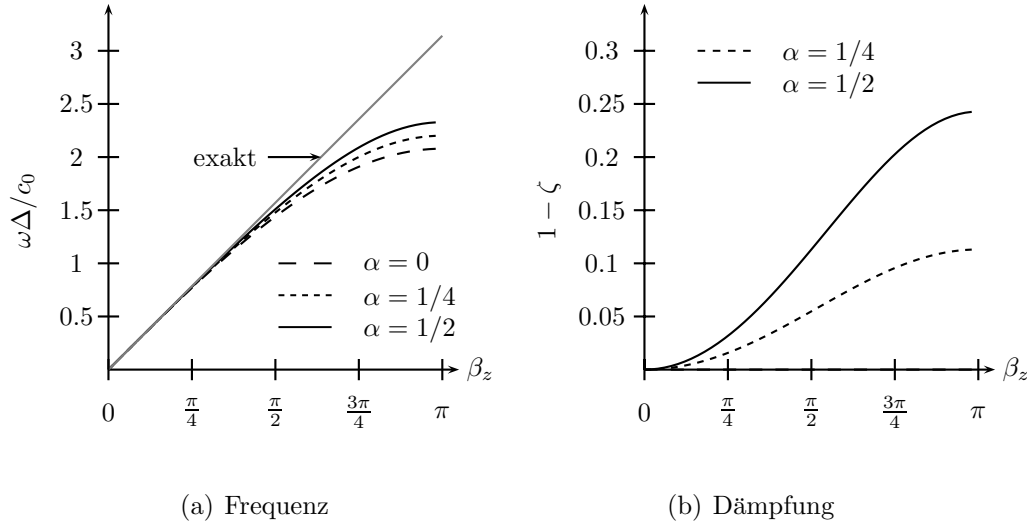 3
2.5
2
1.5
1
0.5
ωΔ/c₀
exakt
α = 0
α = 1/4
α = 1/2
β_z
0
π/4
π/2
3π/4
π
(a) Frequenz
0.3
0.25
0.2
0.15
0.1
0.05
1 − ζ
α = 1/4
α = 1/2
β_z
0
π/4
π/2
3π/4
π
(b) Dämpfung